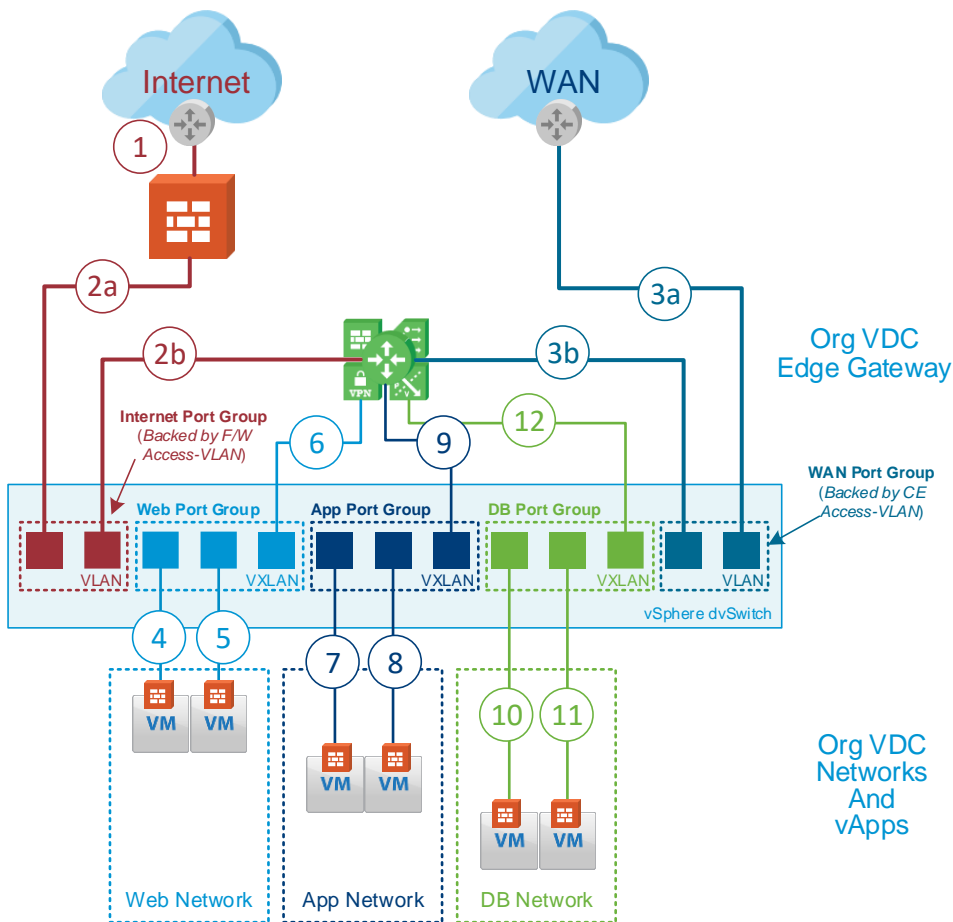 Internet
WAN
1
2a
3a
2b
3b
VPN
Org VDC
Edge Gateway
Internet Port Group
(Backed by F/W
Access-VLAN)
6
9
12
WAN Port Group
(Backed by CE
Access-VLAN)
Web Port Group
App Port Group
DB Port Group
VLAN
VXLAN
VXLAN
VXLAN
VLAN
vSphere dvSwitch
4
5
7
8
10
11
VM
VM
VM
VM
VM
VM
Org VDC
Networks
And
vApps
Web Network
App Network
DB Network